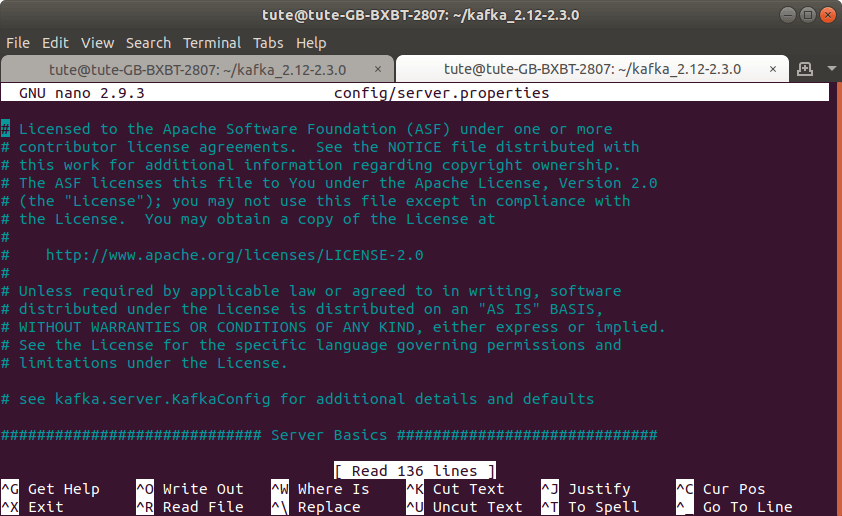 tute@tute-GB-BXBT-2807: ~/kafka_2.12-2.3.0
File Edit View Search Terminal Tabs Help
tute@tute-GB-BXBT-2807: ~/kafka_2.12-2.3.0 × tute@tute-GB-BXBT-2807: ~/kafka_2.12-2.3.0 ×
GNU nano 2.9.3 config/server.properties
# Licensed to the Apache Software Foundation (ASF) under one or more
# contributor license agreements.  See the NOTICE file distributed with
# this work for additional information regarding copyright ownership.
# The ASF licenses this file to You under the Apache License, Version 2.0
# (the "License"); you may not use this file except in compliance with
# the License.  You may obtain a copy of the License at
#
#    http://www.apache.org/licenses/LICENSE-2.0
#
# Unless required by applicable law or agreed to in writing, software
# distributed under the License is distributed on an "AS IS" BASIS,
# WITHOUT WARRANTIES OR CONDITIONS OF ANY KIND, either express or implied.
# See the License for the specific language governing permissions and
# limitations under the License.
# see kafka.server.KafkaConfig for additional details and defaults
############################# Server Basics #############################
[ Read 136 lines ]
^G Get Help ^O Write Out ^W Where Is ^K Cut Text ^J Justify ^C Cur Pos
^X Exit ^R Read File ^\ Replace ^U Uncut Text ^T To Spell ^_ Go To Line